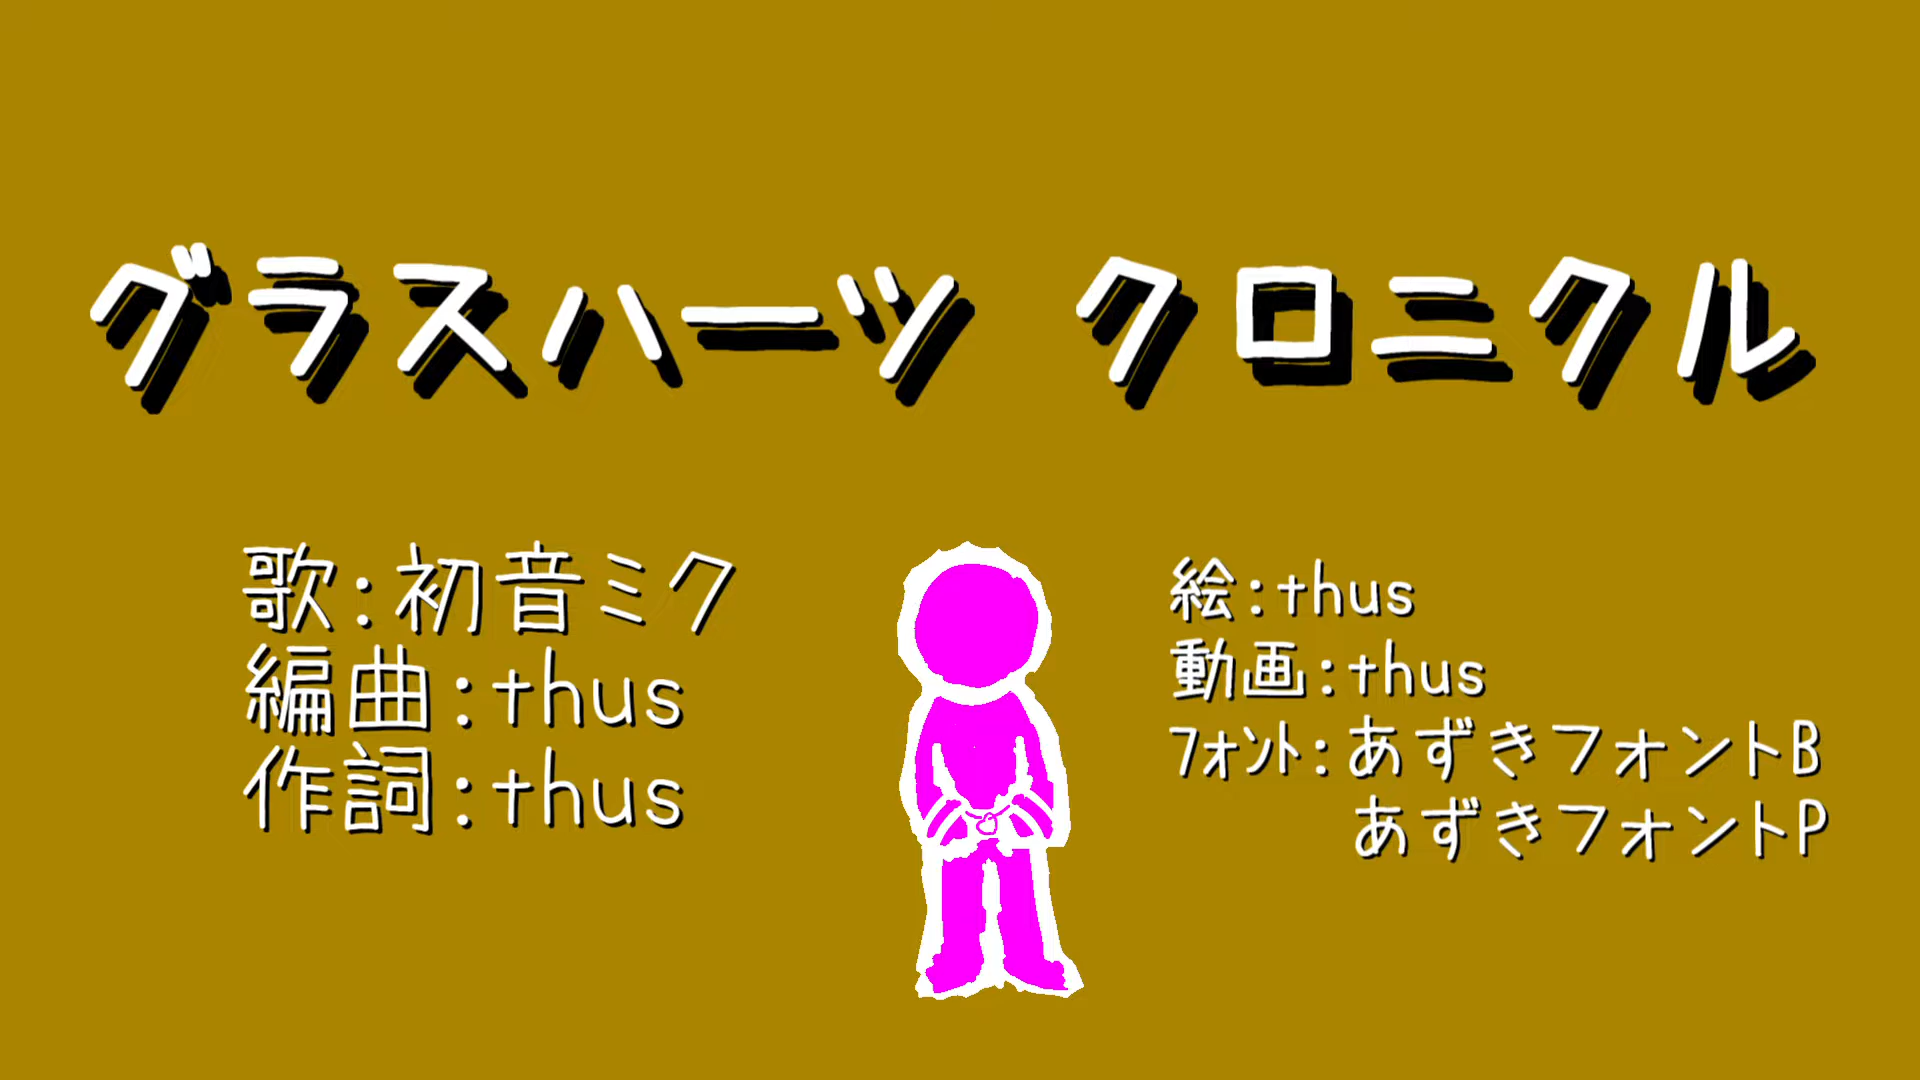 グラスハーツ クロニクル
歌:初音ミク
編曲:thus
作詞:thus
絵:thus
動画:thus
フォント:あずきフォントB
あずきフォントP